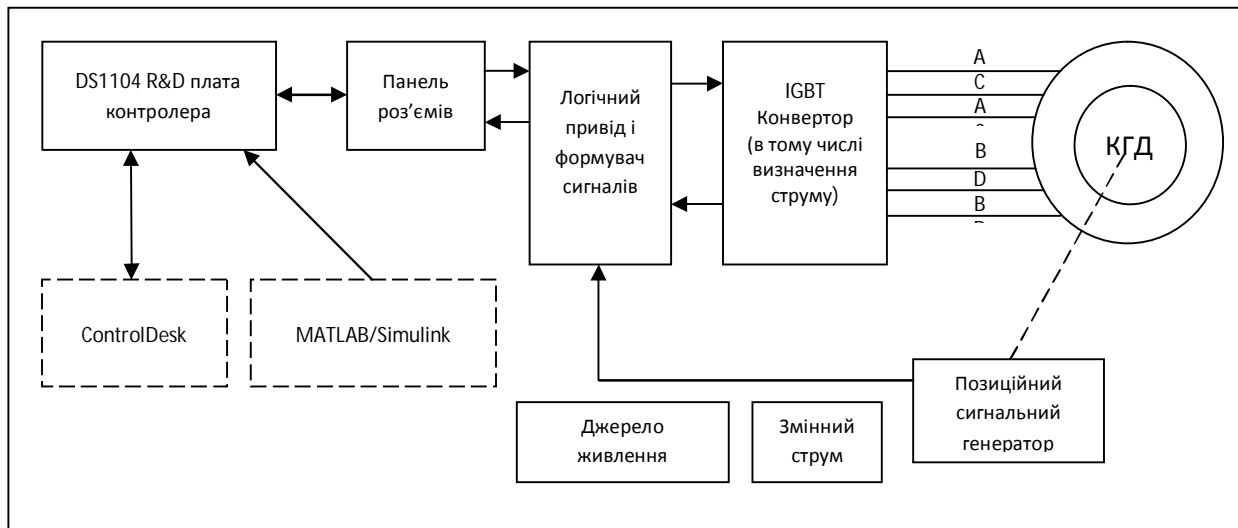 DS1104 R&D плата
контролера
Панель
роз’ємів
Логічний
привід і
формувач
сигналів
IGBT
Конвертор
(в тому числі
визначення
струму)
A
C
A
B
D
B
КГД
ControlDesk
MATLAB/Simulink
Джерело
живлення
Змінний
струм
Позиційний
сигнальний
генератор